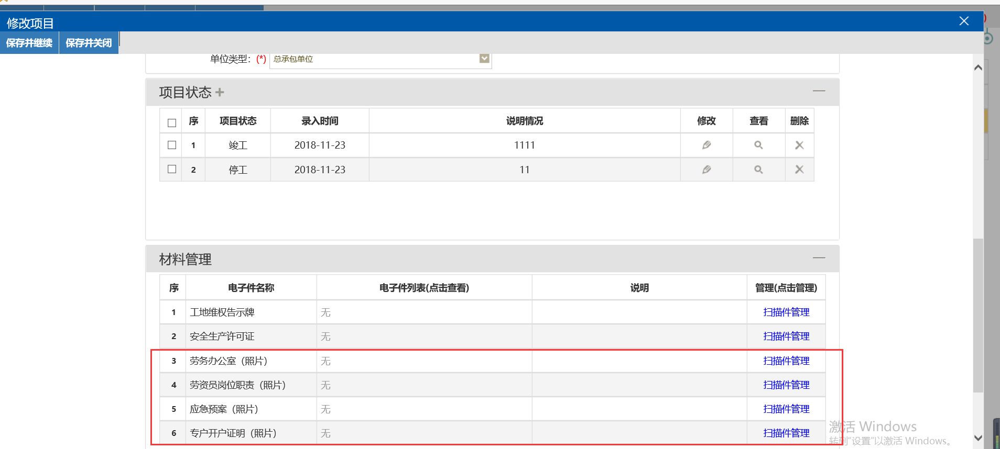 修改项目
保存并继续 保存并关闭
单位类型：(*) 总承包单位
项目状态
序 项目状态 录入时间 说明情况 修改 查看 删除
1 竣工 2018-11-23 1111
2 停工 2018-11-23 11
材料管理
序 电子件名称 电子件列表(点击查看) 说明 管理(点击管理)
1 工地维权告示牌 无 扫描件管理
2 安全生产许可证 无 扫描件管理
3 劳务办公室（照片） 无 扫描件管理
4 劳资员岗位职责（照片） 无 扫描件管理
5 应急预案（照片） 无 扫描件管理
6 专户开户证明（照片） 无 扫描件管理
激活 Windows
转到"设置"以激活 Windows。